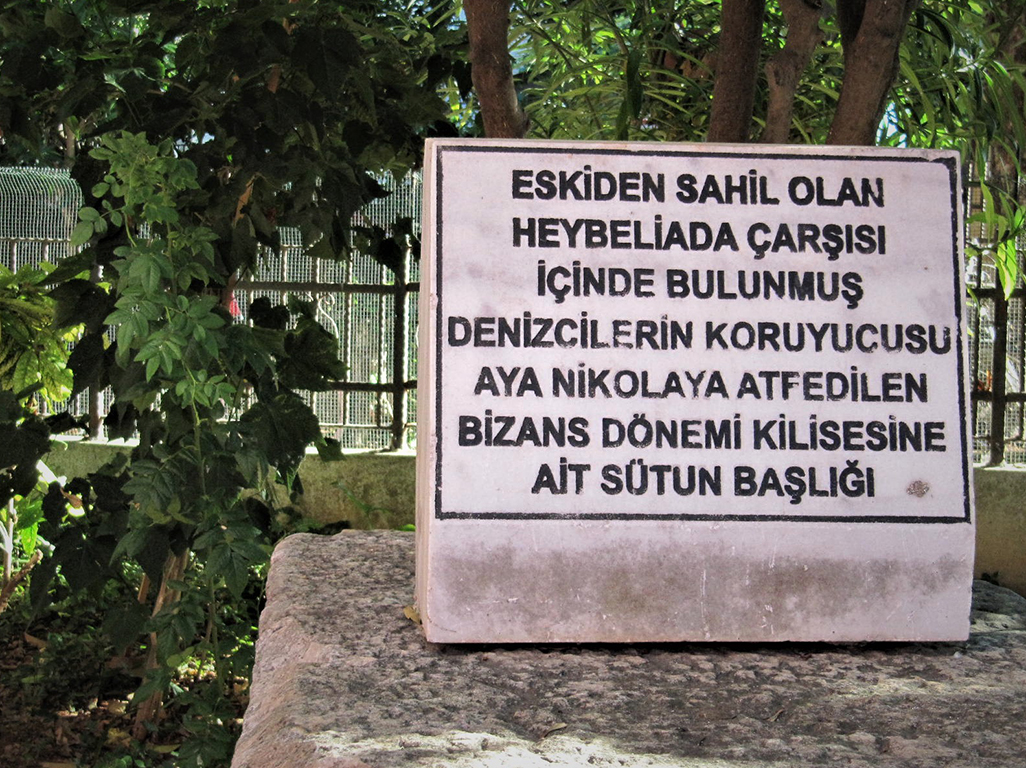 ESKİDEN SAHİL OLAN
HEYBELİADA ÇARŞISI
İÇİNDE BULUNMUŞ
DENİZCİLERİN KORUYUCUSU
AYA NİKOLAYA ATFEDİLEN
BİZANS DÖNEMİ KİLİSESİNE
AİT SÜTUN BAŞLIĞI